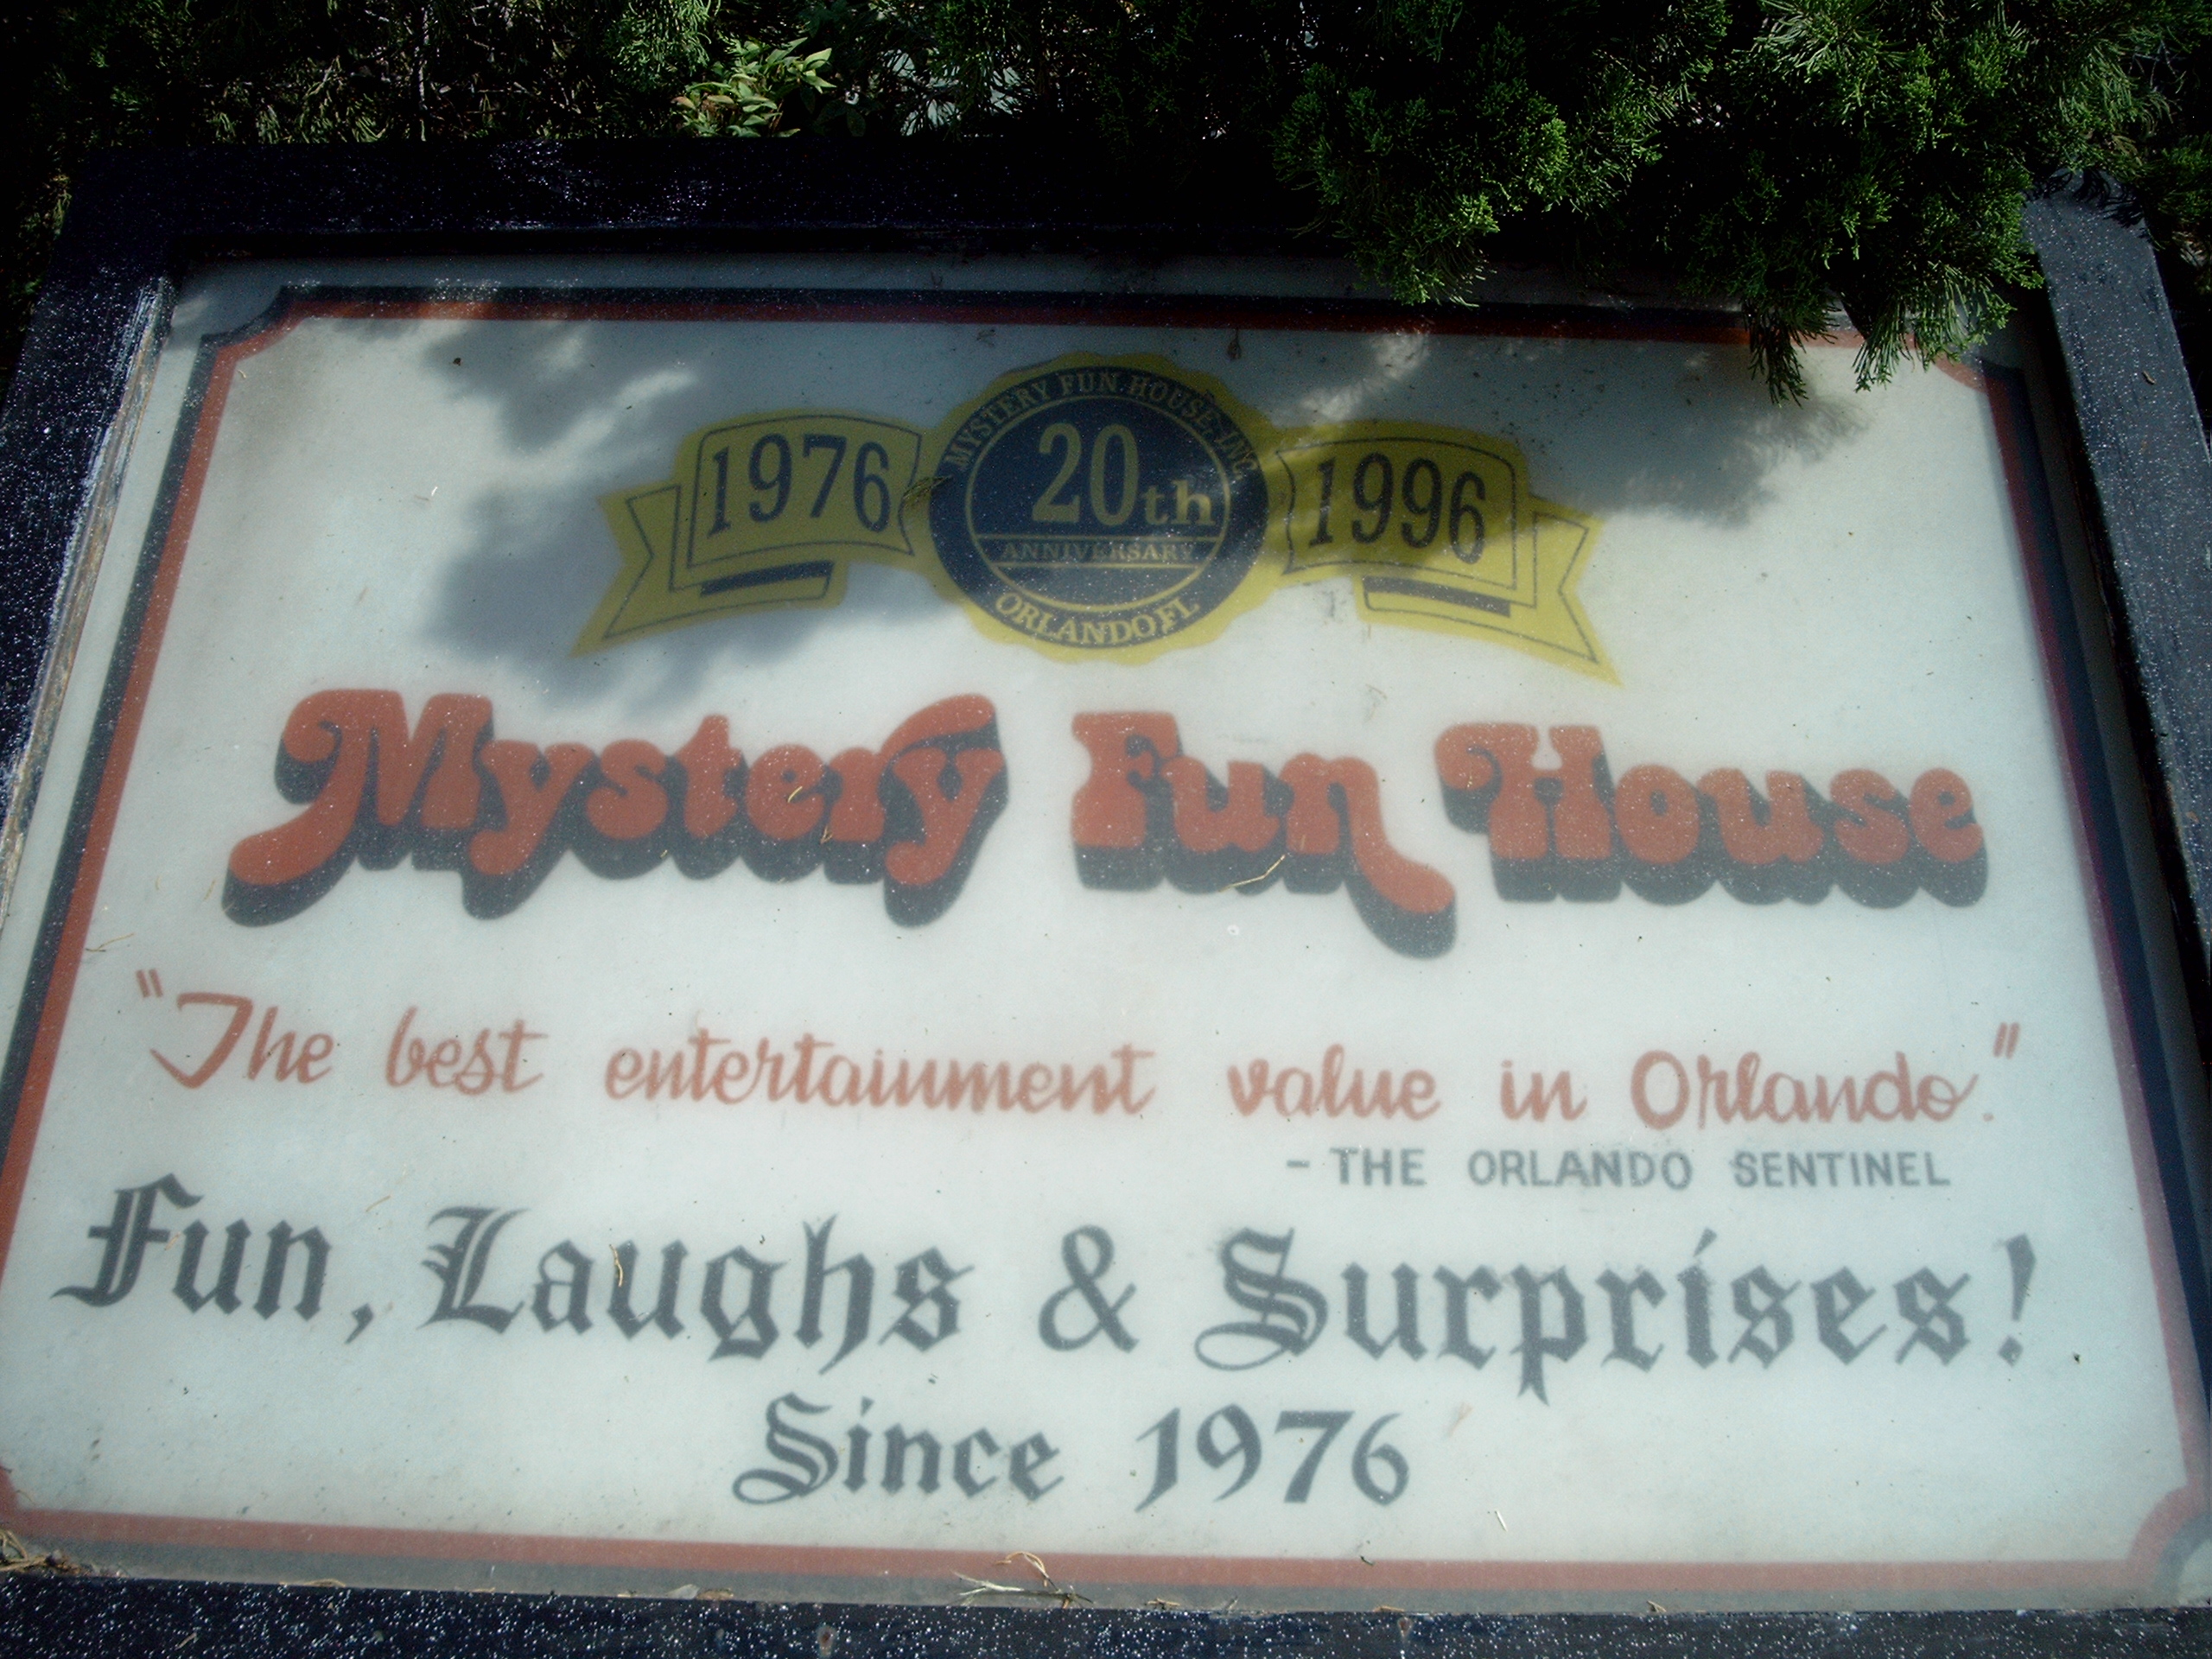 MYSTERY FUN HOUSE, INC.
1976 20th 1996
ANNIVERSARY
ORLANDO FL
Mystery Fun House
"The best entertainment value in Orlando."
- THE ORLANDO SENTINEL
Fun, Laughs & Surprises!
Since 1976